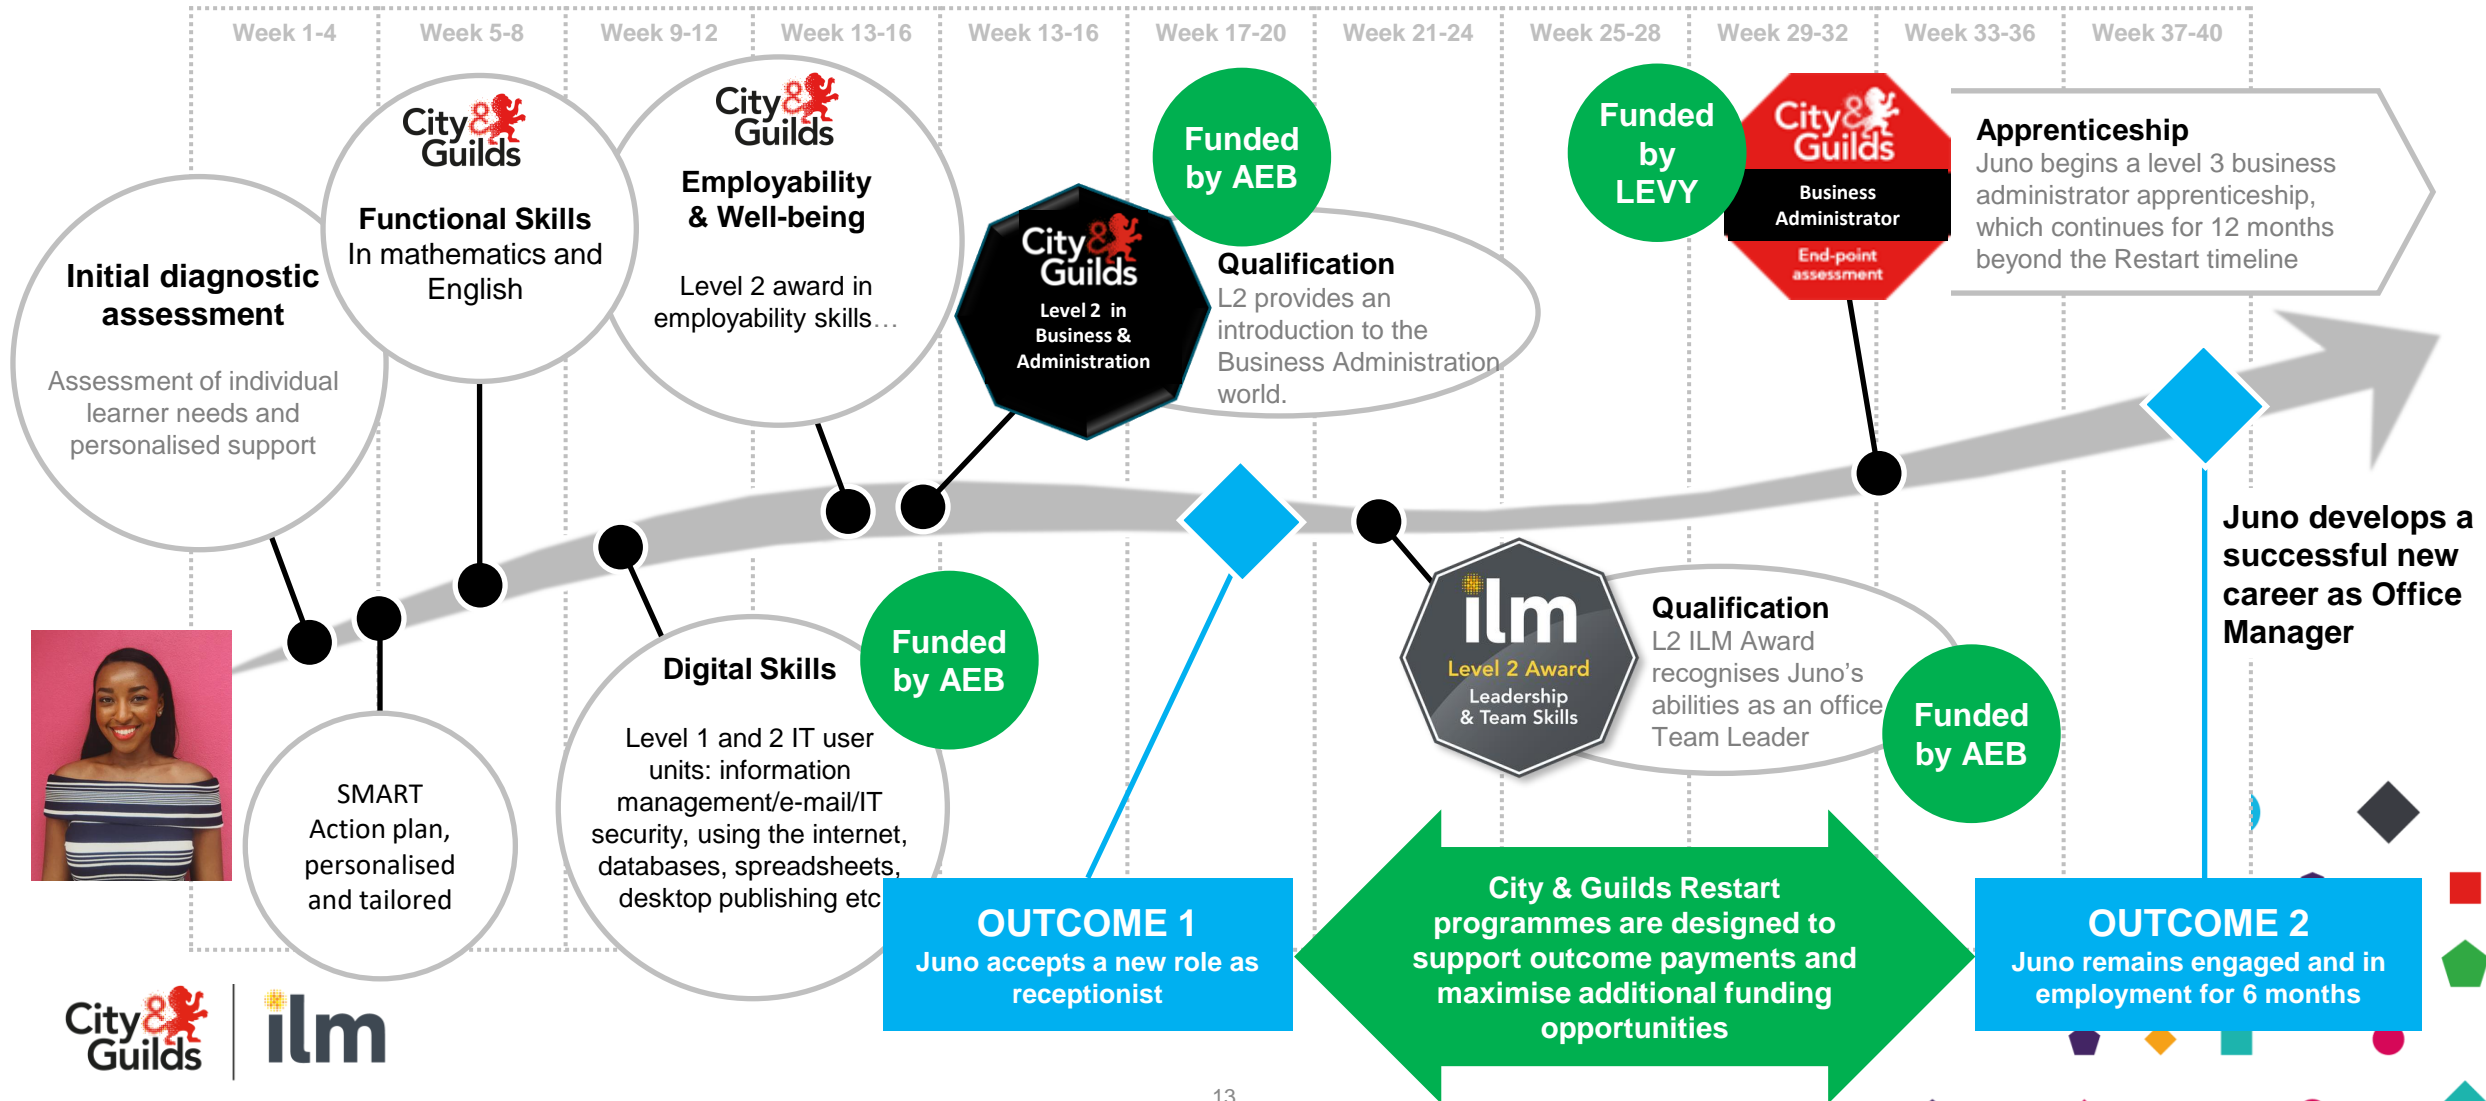 Week 1-4
Week 5-8
Week 9-12
Week 13-16
Week 13-16
Week 17-20
Week 21-24
Week 25-28
Week 29-32
Week 33-36
Week 37-40
Initial diagnostic
assessment
Assessment of individual
learner needs and
personalised support
City &
Guilds
Functional Skills
In mathematics and
English
City &
Guilds
Employability
& Well-being
Level 2 award in
employability skills…
City &
Guilds
Level 2 in
Business &
Administration
Funded
by AEB
Qualification
L2 provides an
introduction to the
Business Administration
world.
Funded
by
LEVY
City &
Guilds
Business
Administrator
End-point
assessment
Apprenticeship
Juno begins a level 3 business
administrator apprenticeship,
which continues for 12 months
beyond the Restart timeline
SMART
Action plan,
personalised
and tailored
Digital Skills
Level 1 and 2 IT user
units: information
management/e-mail/IT
security, using the internet,
databases, spreadsheets,
desktop publishing etc
Funded
by AEB
ilm
Level 2 Award
Leadership
& Team Skills
Qualification
L2 ILM Award
recognises Juno's
abilities as an office
Team Leader
Funded
by AEB
Juno develops a
successful new
career as Office
Manager
OUTCOME 1
Juno accepts a new role as
receptionist
City & Guilds Restart
programmes are designed to
support outcome payments and
maximise additional funding
opportunities
OUTCOME 2
Juno remains engaged and in
employment for 6 months
City &
Guilds
ilm
13